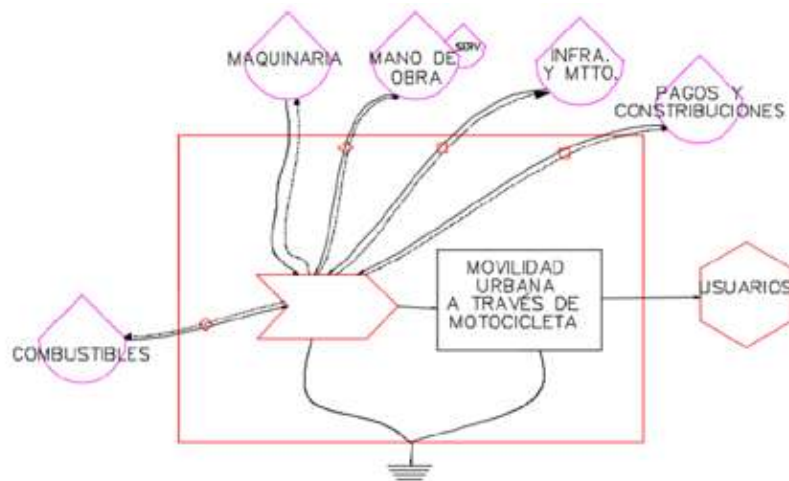 MAQUINARIA
MANO DE
OBRA
SERV
INFRA.
Y MTTO.
PAGOS Y
CONSTRIBUCIONES
MOVILIDAD
URBANA
A TRAVÉS DE
MOTOCICLETA
USUARIOS
COMBUSTIBLES